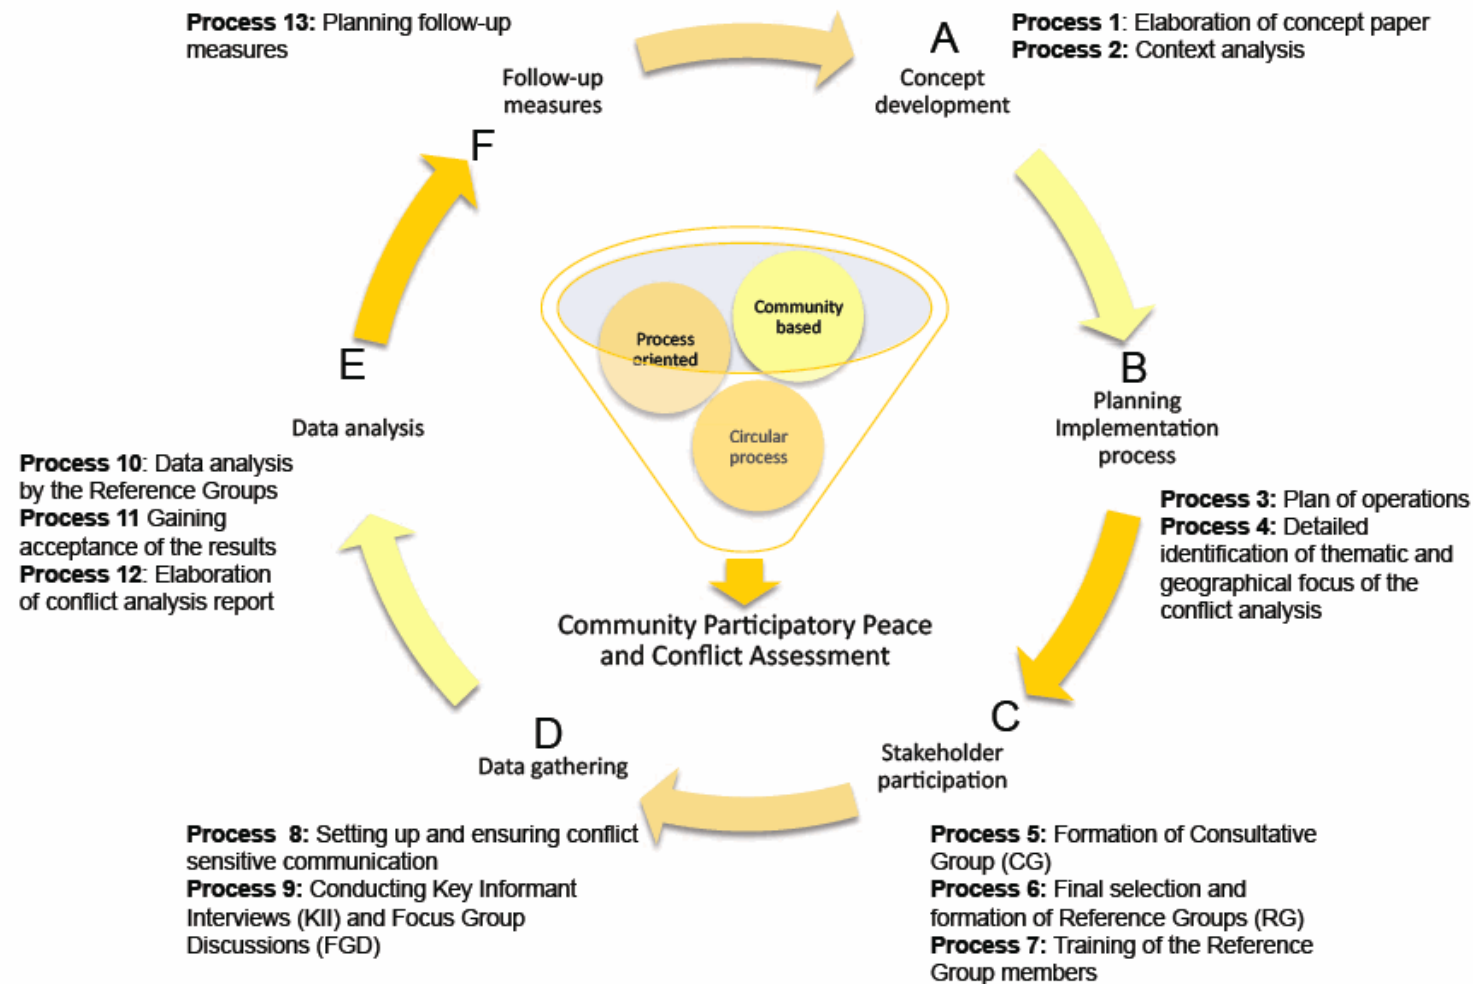 Process 13: Planning follow-up
measures
Follow-up
measures
F
A
Concept
development
Process 1: Elaboration of concept paper
Process 2: Context analysis
B
Planning
Implementation
process
Process 3: Plan of operations
Process 4: Detailed
identification of thematic and
geographical focus of the
conflict analysis
C
Stakeholder
participation
Process 5: Formation of Consultative
Group (CG)
Process 6: Final selection and
formation of Reference Groups (RG)
Process 7: Training of the Reference
Group members
D
Data gathering
Process 8: Setting up and ensuring conflict
sensitive communication
Process 9: Conducting Key Informant
Interviews (KII) and Focus Group
Discussions (FGD)
E
Data analysis
Process 10: Data analysis
by the Reference Groups
Process 11 Gaining
acceptance of the results
Process 12: Elaboration
of conflict analysis report
Process
oriented
Community
based
Circular
process
Community Participatory Peace
and Conflict Assessment